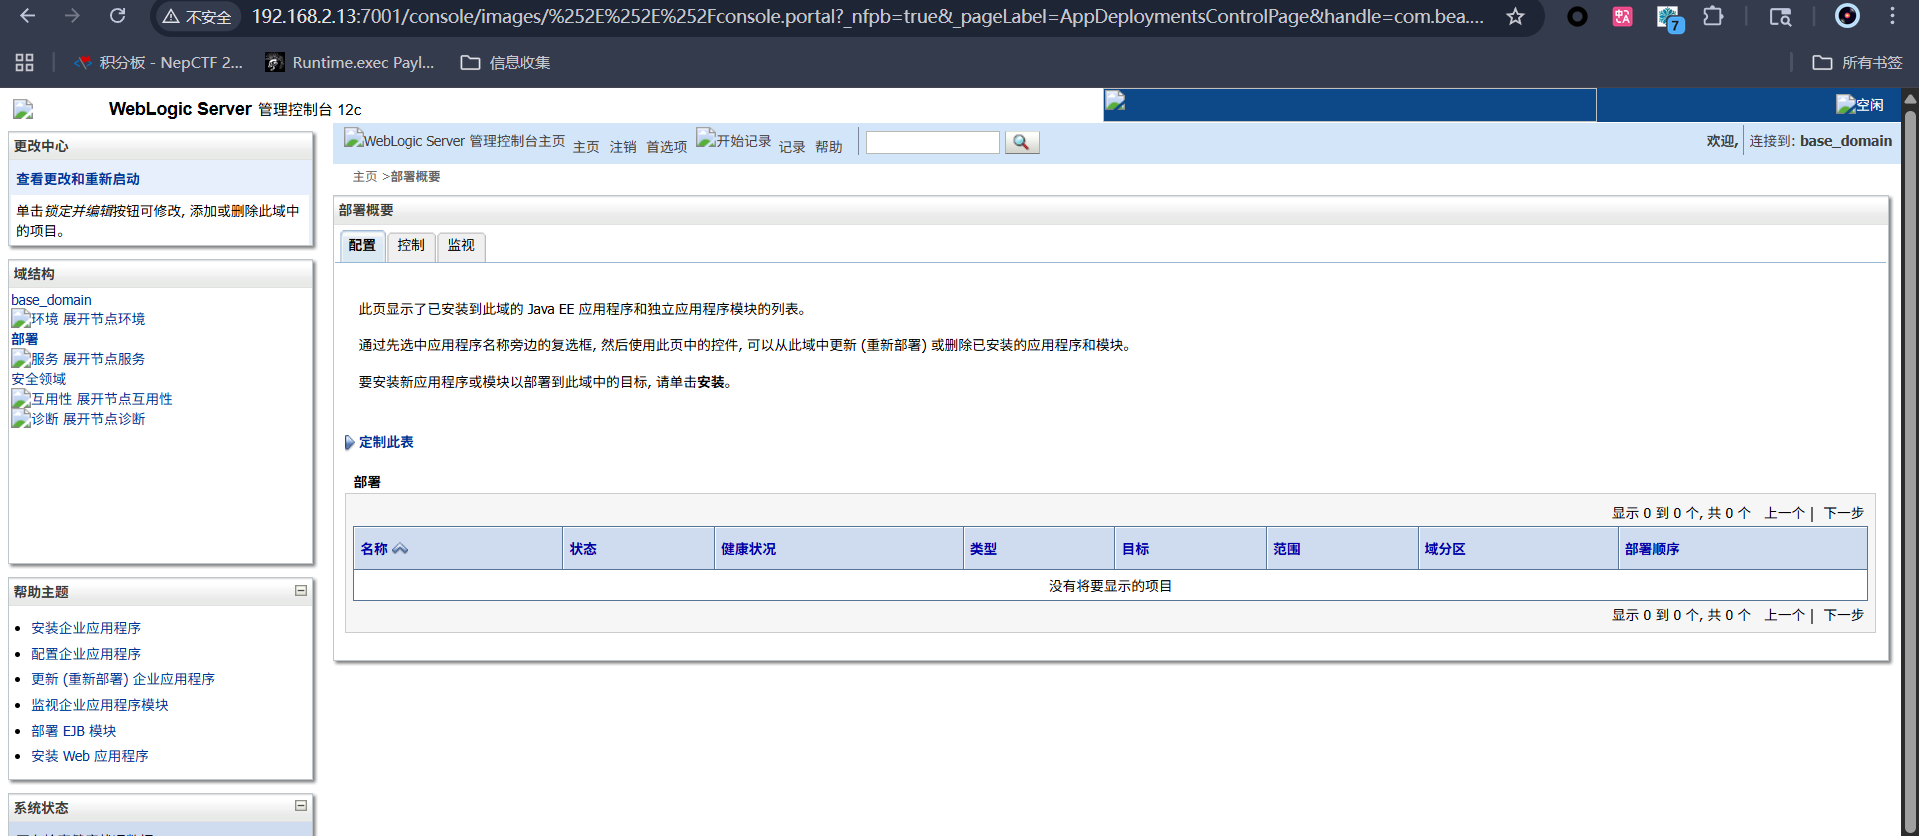 不安全
192.168.2.13:7001/console/images/%252E%252E%252Fconsole.portal?_nfpb=true&_pageLabel=AppDeploymentsControlPage&handle=com.bea....
7
积分板 - NepCTF 2...
Runtime.exec Payl...
信息收集
所有书签
WebLogic Server 管理控制台 12c
空闲
更改中心
查看更改和重新启动
单击锁定并编辑按钮可修改, 添加或删除此域中
的项目。
域结构
base_domain
环境 展开节点环境
部署
服务 展开节点服务
安全领域
互用性 展开节点互用性
诊断 展开节点诊断
帮助主题
安装企业应用程序
配置企业应用程序
更新 (重新部署) 企业应用程序
监视企业应用程序模块
部署 EJB 模块
安装 Web 应用程序
系统状态
WebLogic Server 管理控制台主页 主页 注销 首选项 开始记录 记录 帮助
欢迎, 连接到: base_domain
主页 >部署概要
部署概要
配置 控制 监视
此页显示了已安装到此域的 Java EE 应用程序和独立应用程序模块的列表。
通过先选中应用程序名称旁边的复选框, 然后使用此页中的控件, 可以从此域中更新 (重新部署) 或删除已安装的应用程序和模块。
要安装新应用程序或模块以部署到此域中的目标, 请单击安装。
定制此表
部署
显示 0 到 0 个, 共 0 个 上一个 | 下一步
名称 状态 健康状况 类型 目标 范围 域分区 部署顺序
没有将要显示的项目
显示 0 到 0 个, 共 0 个 上一个 | 下一步